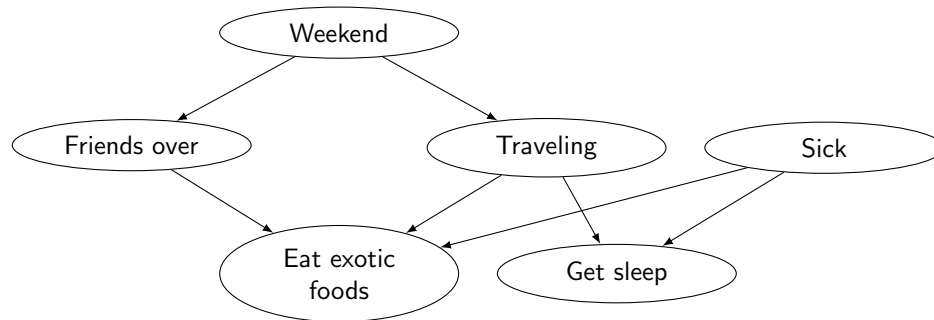 Weekend
Friends over
Traveling
Sick
Eat exotic
foods
Get sleep